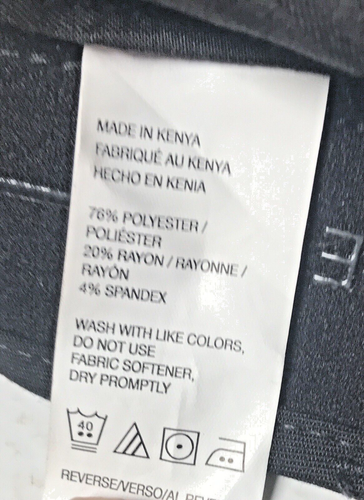 MADE IN KENYA
FABRIQUÉ AU KENYA
HECHO EN KENIA
76% POLYESTER /
POLIÉSTER
20% RAYON / RAYONNE /
RAYÓN
4% SPANDEX
WASH WITH LIKE COLORS,
DO NOT USE
FABRIC SOFTENER,
DRY PROMPTLY
40
REVERSE/VERSO/AL